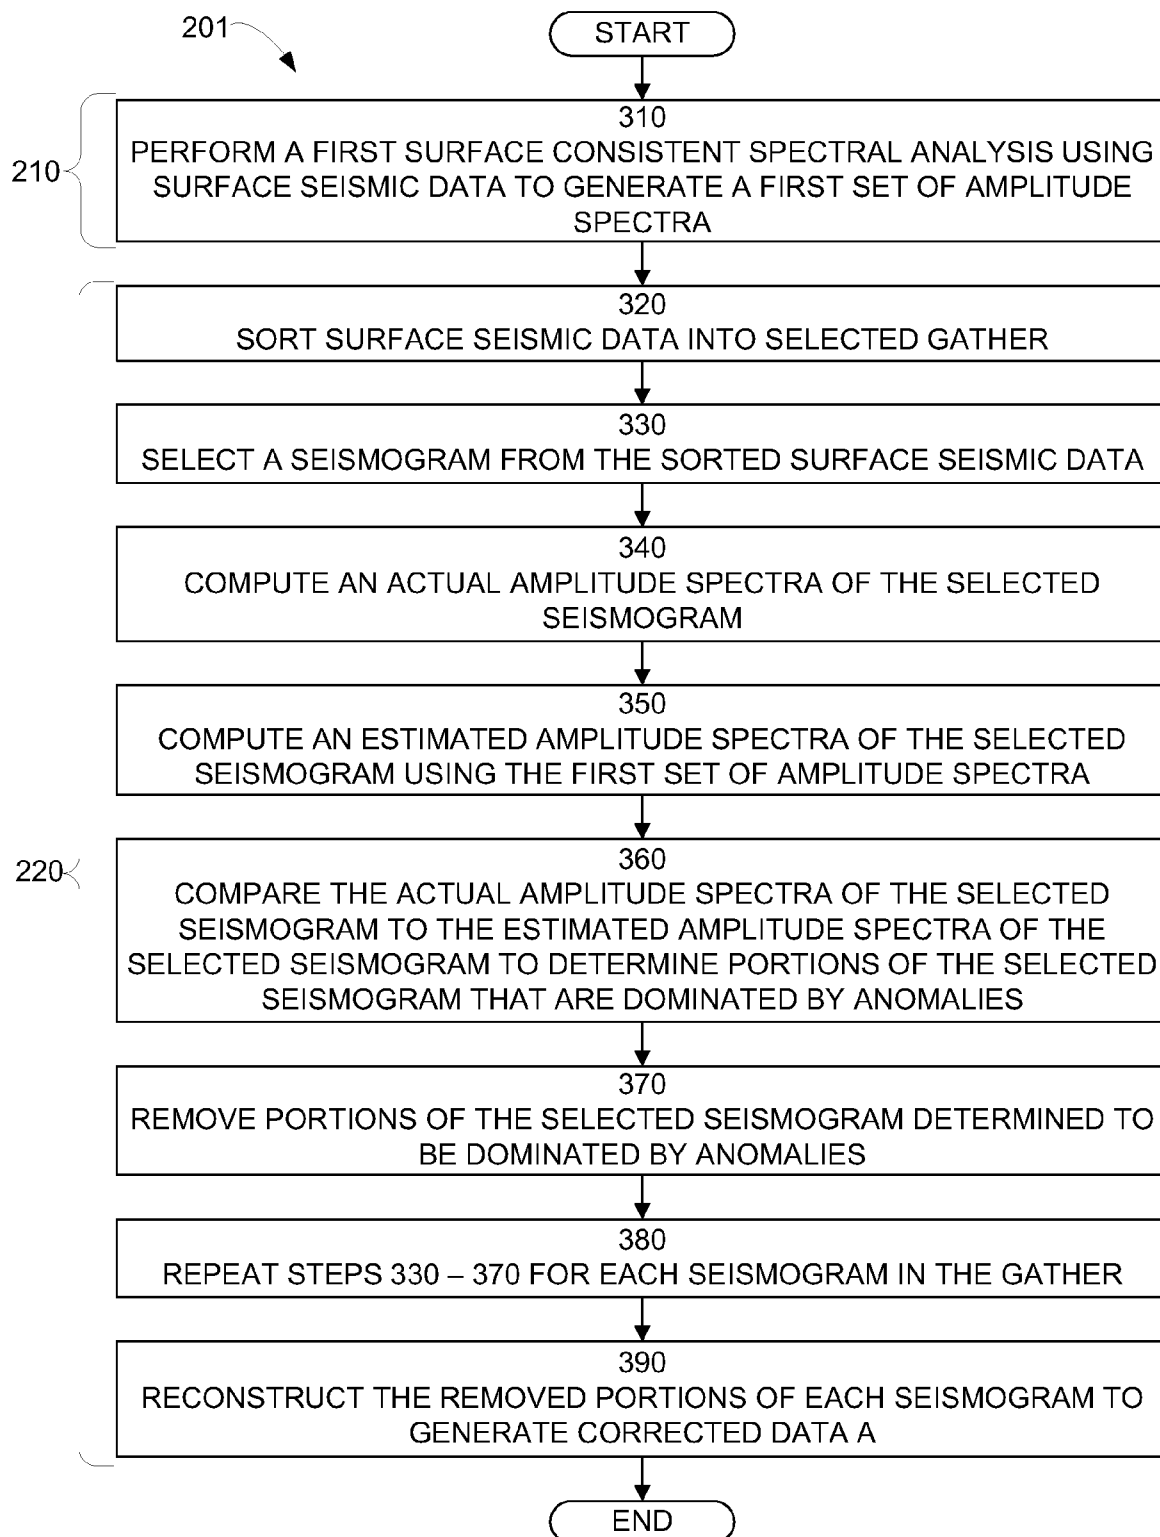 201
START
310
PERFORM A FIRST SURFACE CONSISTENT SPECTRAL ANALYSIS USING
SURFACE SEISMIC DATA TO GENERATE A FIRST SET OF AMPLITUDE
SPECTRA
210
320
SORT SURFACE SEISMIC DATA INTO SELECTED GATHER
330
SELECT A SEISMOGRAM FROM THE SORTED SURFACE SEISMIC DATA
340
COMPUTE AN ACTUAL AMPLITUDE SPECTRA OF THE SELECTED
SEISMOGRAM
350
COMPUTE AN ESTIMATED AMPLITUDE SPECTRA OF THE SELECTED
SEISMOGRAM USING THE FIRST SET OF AMPLITUDE SPECTRA
220
360
COMPARE THE ACTUAL AMPLITUDE SPECTRA OF THE SELECTED
SEISMOGRAM TO THE ESTIMATED AMPLITUDE SPECTRA OF THE
SELECTED SEISMOGRAM TO DETERMINE PORTIONS OF THE SELECTED
SEISMOGRAM THAT ARE DOMINATED BY ANOMALIES
370
REMOVE PORTIONS OF THE SELECTED SEISMOGRAM DETERMINED TO
BE DOMINATED BY ANOMALIES
380
REPEAT STEPS 330 – 370 FOR EACH SEISMOGRAM IN THE GATHER
390
RECONSTRUCT THE REMOVED PORTIONS OF EACH SEISMOGRAM TO
GENERATE CORRECTED DATA A
END